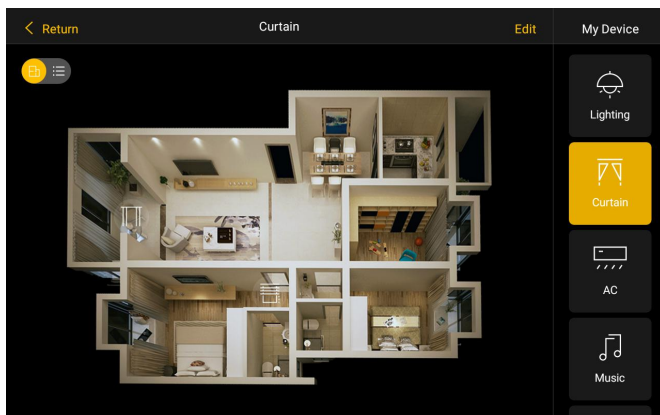 Return
Curtain
Edit
My Device
Lighting
Curtain
AC
Music